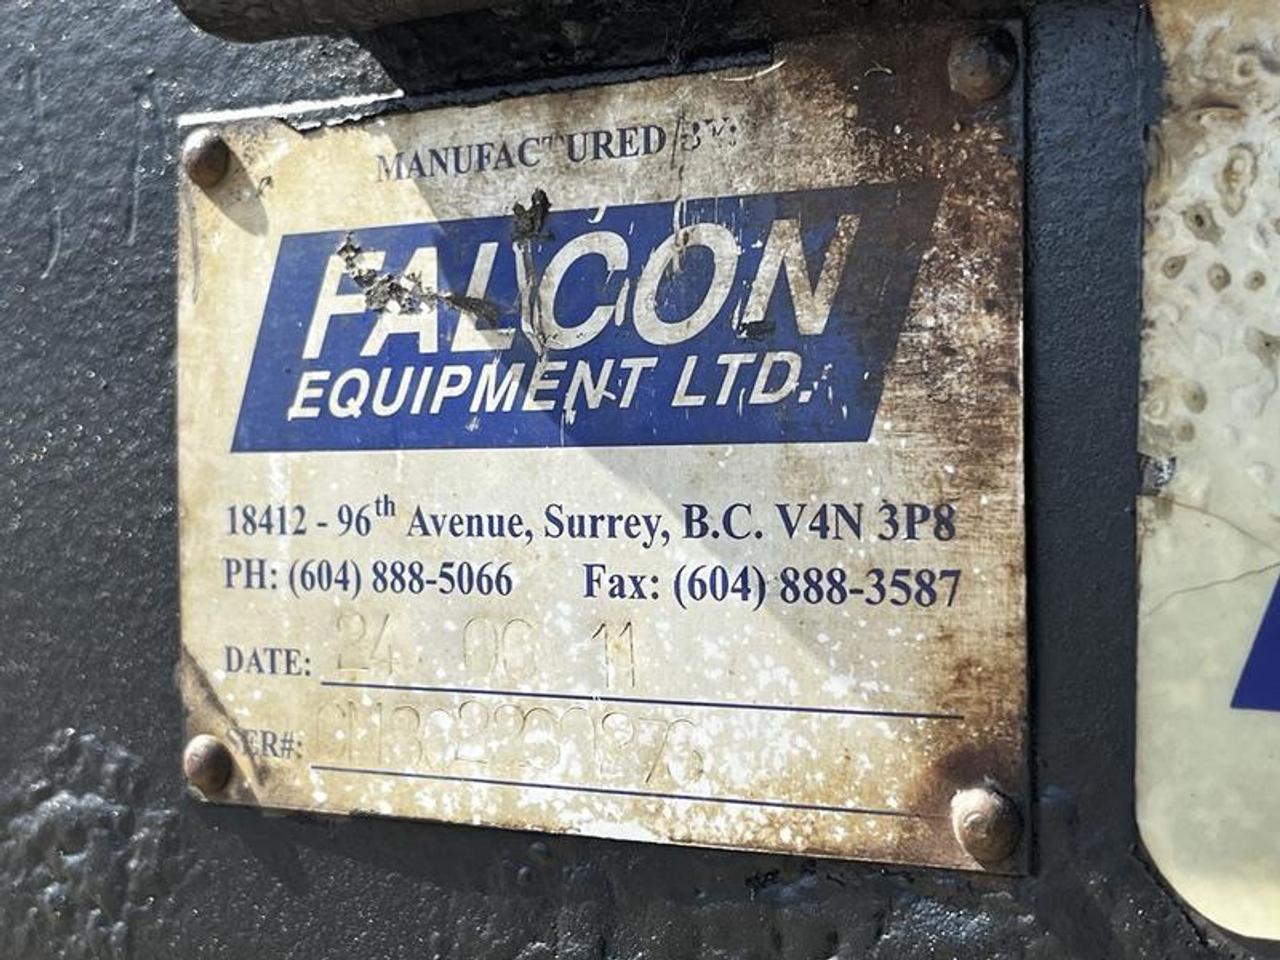 MANUFACTURED BY:
FALCON
EQUIPMENT LTD.
18412 - 96th Avenue, Surrey, B.C. V4N 3P8
PH: (604) 888-5066 Fax: (604) 888-3587
DATE: 24 11
SER#: